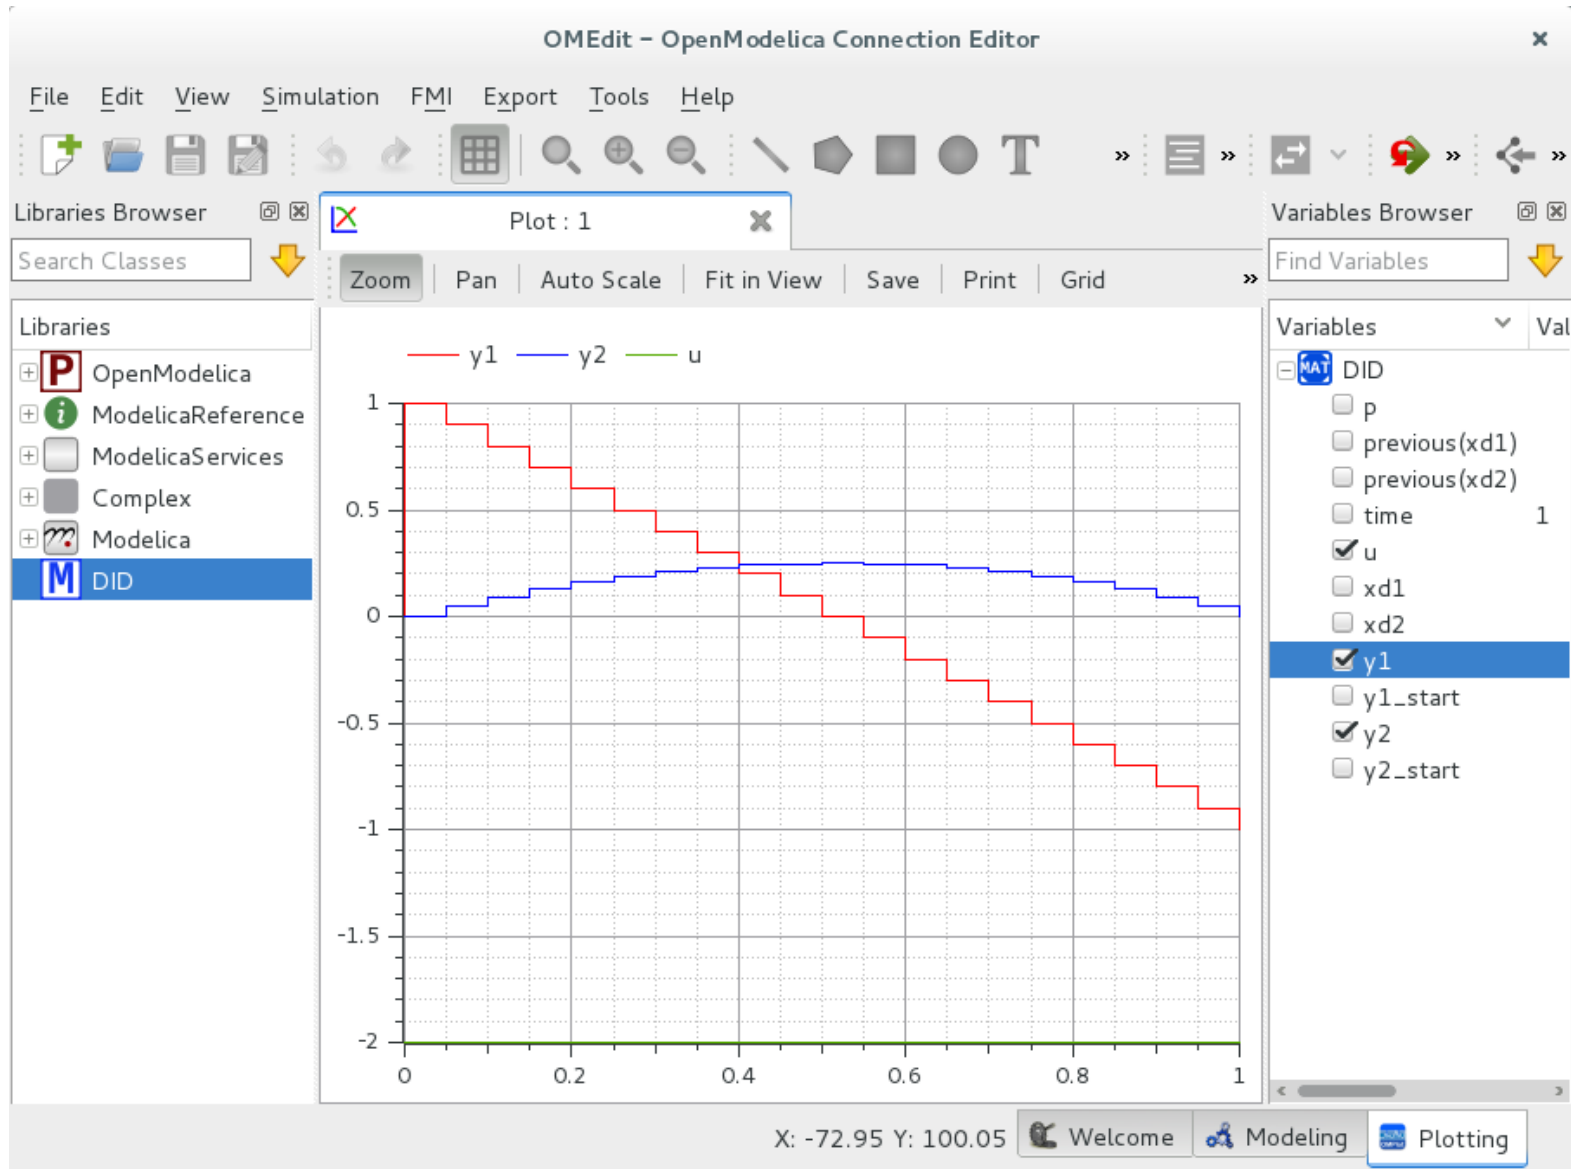 OMEdit - OpenModelica Connection Editor
File Edit View Simulation FMI Export Tools Help
Libraries Browser
Search Classes
Libraries
OpenModelica
ModelicaReference
ModelicaServices
Complex
Modelica
DID
Plot : 1
Zoom Pan Auto Scale Fit in View Save Print Grid »
y1 y2 u
1
0.5
0
-0.5
-1
-1.5
-2
0 0.2 0.4 0.6 0.8 1
Variables Browser
Find Variables
Variables Val
MAT DID
p
previous(xd1)
previous(xd2)
time 1
u
xd1
xd2
y1
y1_start
y2
y2_start
X: -72.95 Y: 100.05 Welcome Modeling Plotting